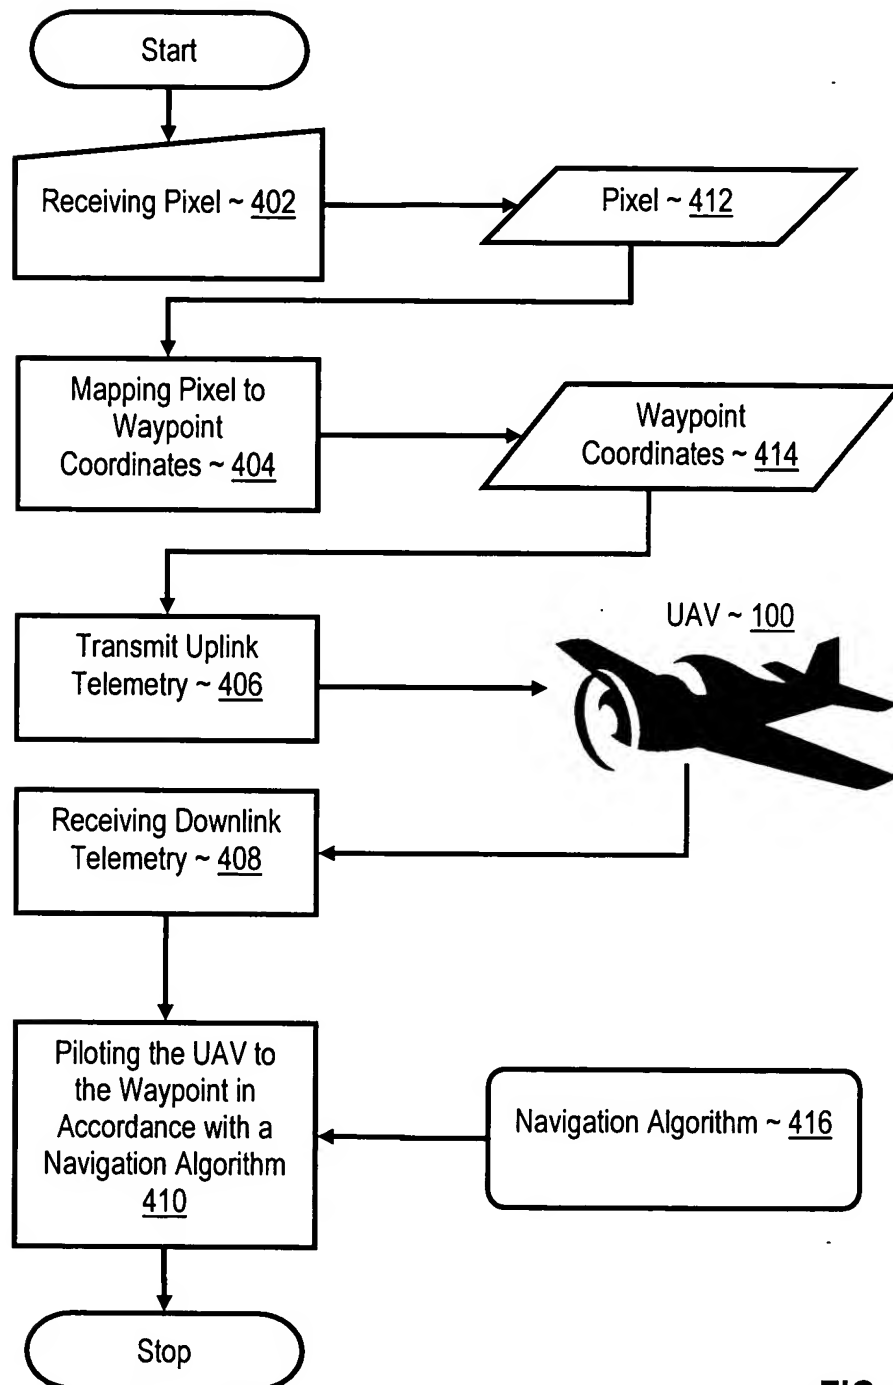 Start
Receiving Pixel ~ 402
Pixel ~ 412
Mapping Pixel to
Waypoint
Coordinates ~ 404
Waypoint
Coordinates ~ 414
Transmit Uplink
Telemetry ~ 406
UAV ~ 100
Receiving Downlink
Telemetry ~ 408
Piloting the UAV to
the Waypoint in
Accordance with a
Navigation Algorithm
410
Navigation Algorithm ~ 416
Stop